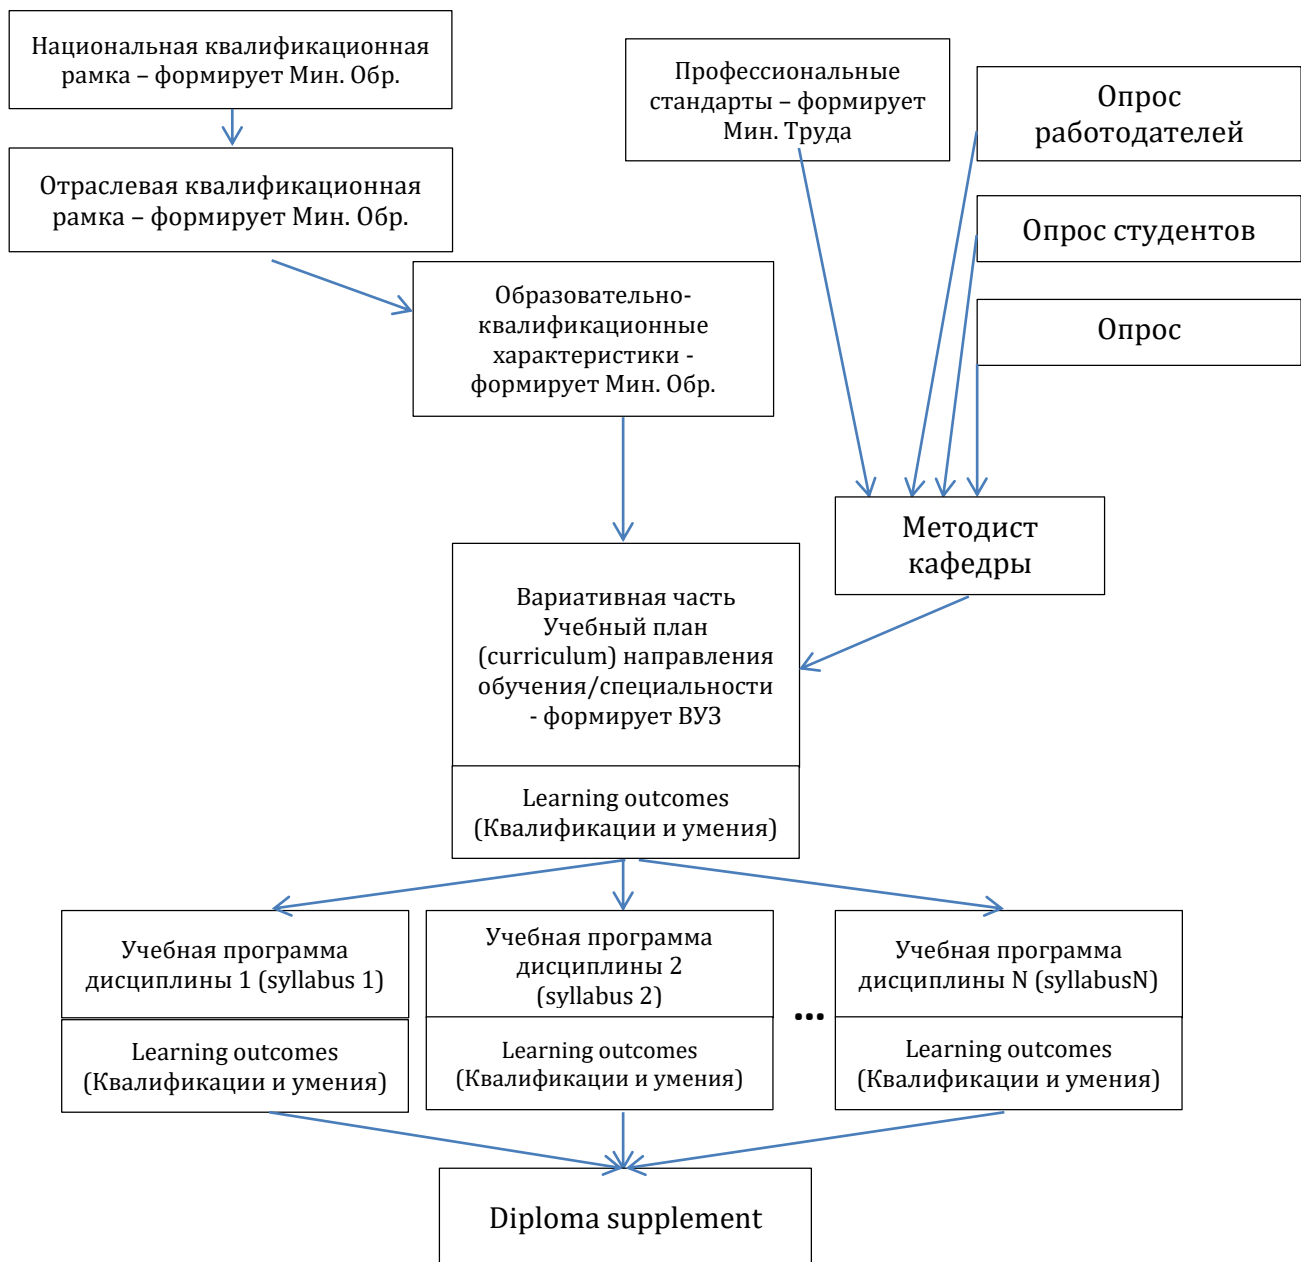 Национальная квалификационная
рамка – формирует Мин. Обр.
Профессиональные
стандарты – формирует
Мин. Труда
Опрос
работодателей
Отраслевая квалификационная
рамка – формирует Мин. Обр.
Опрос студентов
Образовательно-
квалификационные
характеристики -
формирует Мин. Обр.
Опрос
Методист
кафедры
Вариативная часть
Учебный план
(curriculum) направления
обучения/специальности
- формирует ВУЗ
Learning outcomes
(Квалификации и умения)
Учебная программа
дисциплины 1 (syllabus 1)
Learning outcomes
(Квалификации и умения)
Учебная программа
дисциплины 2
(syllabus 2)
Learning outcomes
(Квалификации и умения)
...
Учебная программа
дисциплины N (syllabusN)
Learning outcomes
(Квалификации и умения)
Diploma supplement